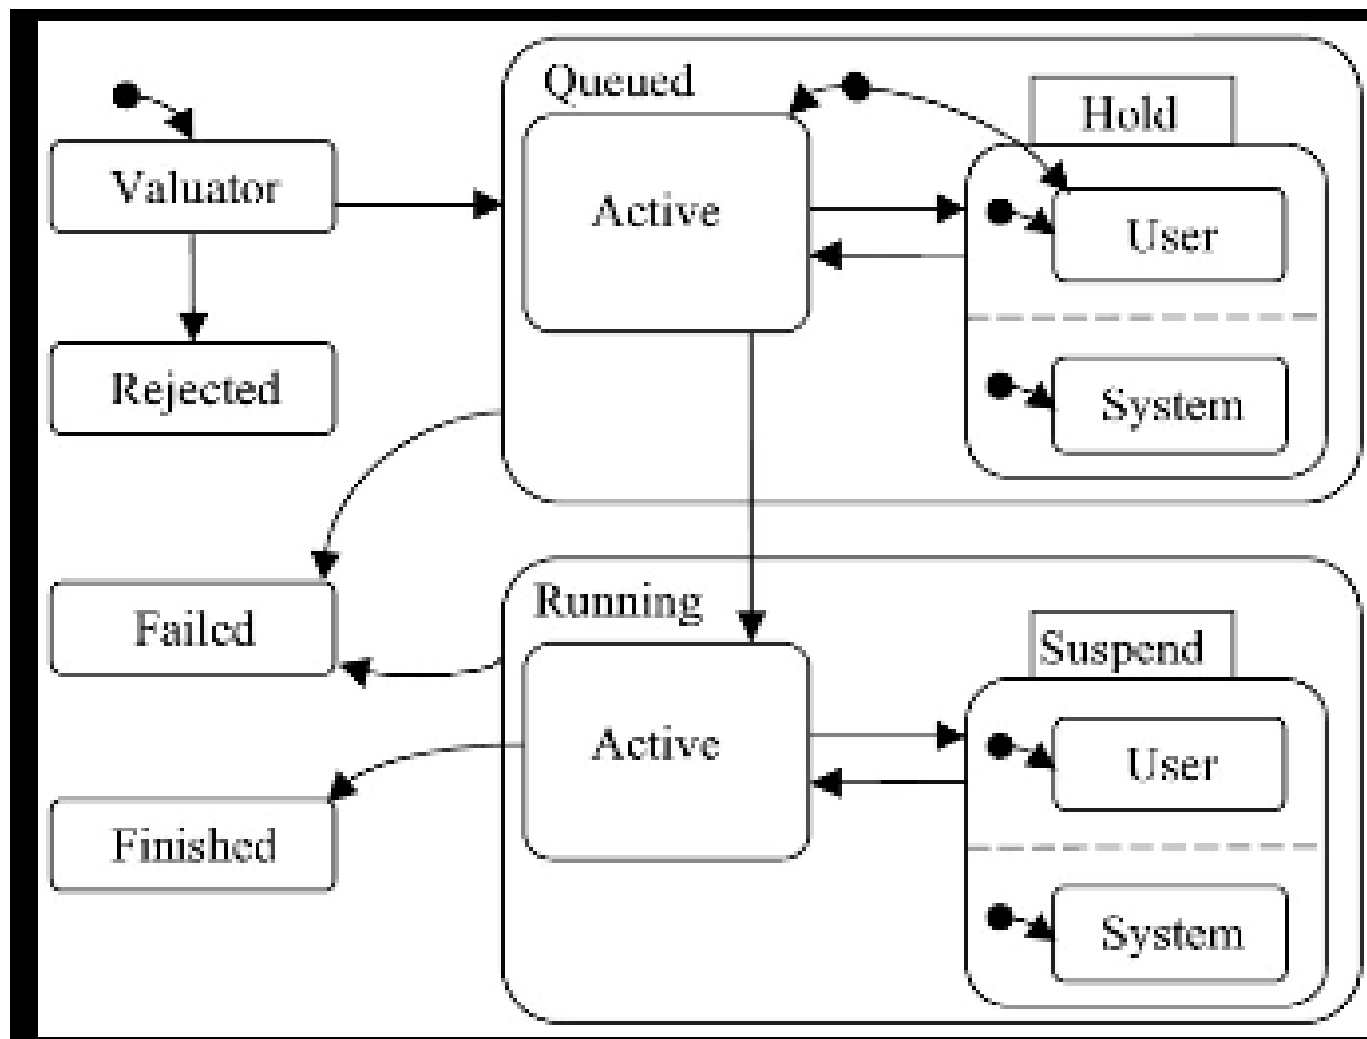 Queued
Hold
Valuator
Active
User
Rejected
System
Running
Failed
Suspend
Active
User
Finished
System